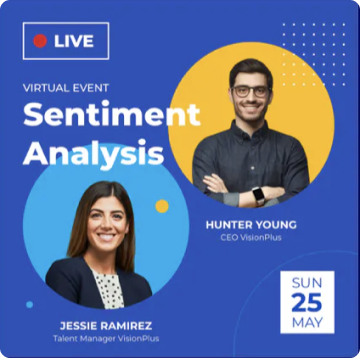 LIVE
VIRTUAL EVENT
Sentiment
Analysis
HUNTER YOUNG
CEO VisionPlus
JESSIE RAMIREZ
Talent Manager VisionPlus
SUN
25
MAY